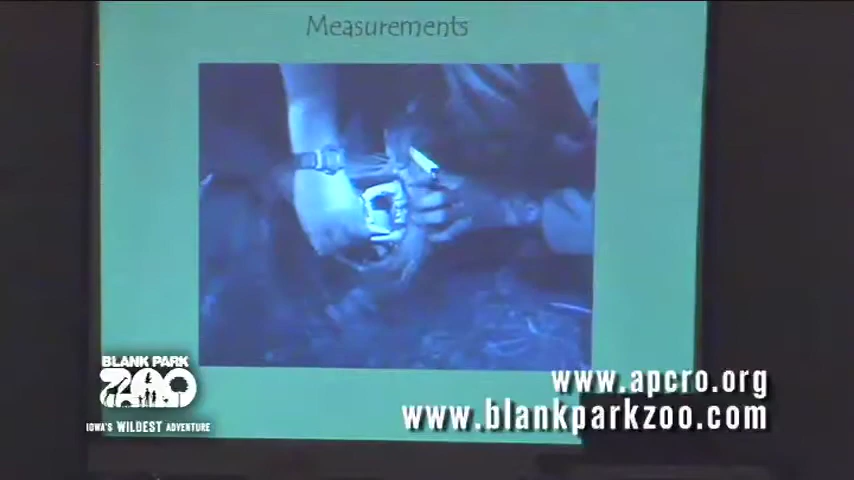 Measurements
BLANK PARK
ZOO
IOWA'S WILDEST ADVENTURE
www.apcro.org
www.blankparkzoo.com